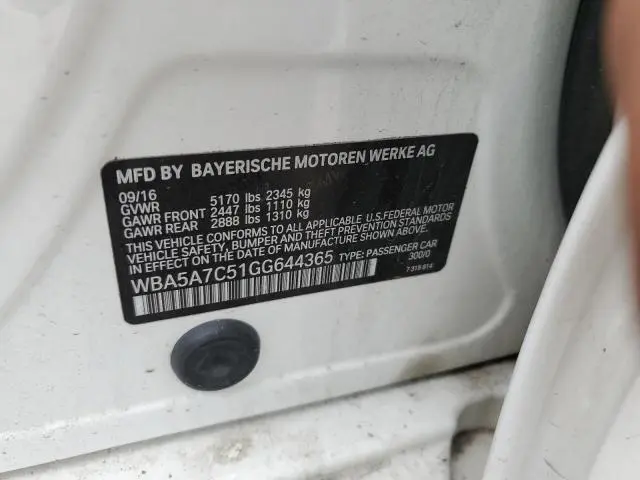 MFD BY BAYERISCHE MOTOREN WERKE AG
09/16
GVWR 5170 lbs 2345 kg
GAWR FRONT 2447 lbs 1110 kg
GAWR REAR 2888 lbs 1310 kg
THIS VEHICLE CONFORMS TO ALL APPLICABLE U.S.FEDERAL MOTOR
VEHICLE SAFETY, BUMPER AND THEFT PREVENTION STANDARDS
IN EFFECT ON THE DATE OF MANUFACTURE SHOWN ABOVE.
WBA5A7C51GG644365 TYPE: PASSENGER CAR
300/0